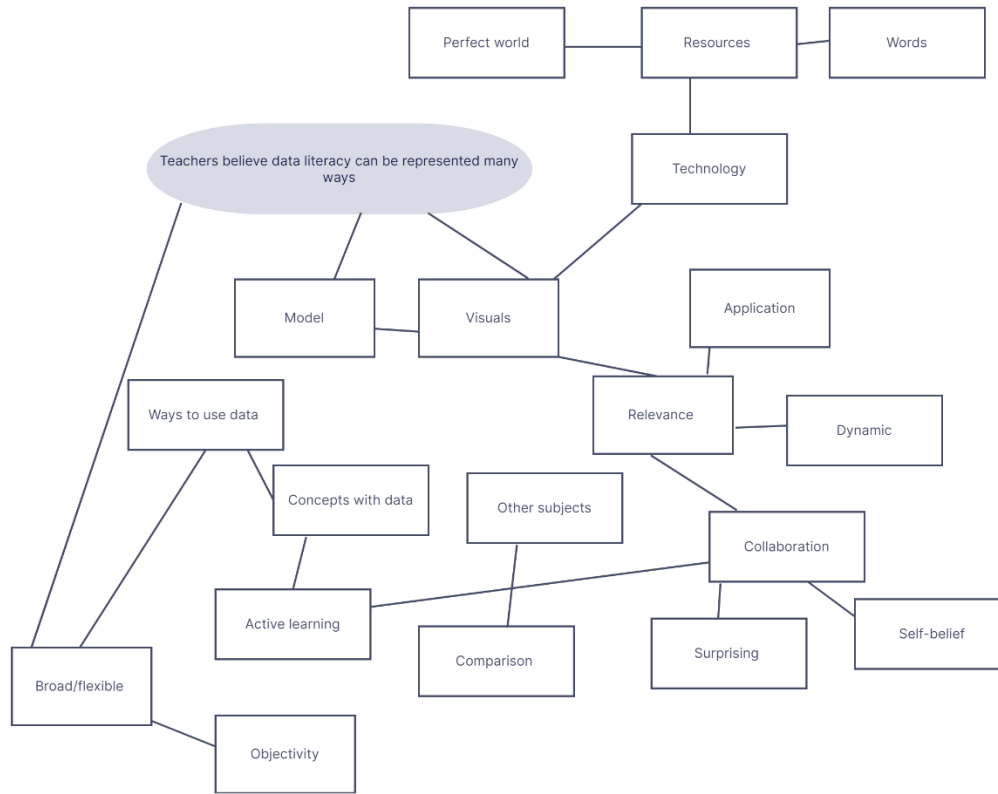 Perfect world
Resources
Words
Teachers believe data literacy can be represented many
ways
Technology
Model
Visuals
Application
Ways to use data
Relevance
Dynamic
Concepts with data
Other subjects
Collaboration
Active learning
Comparison
Surprising
Self-belief
Broad/flexible
Objectivity